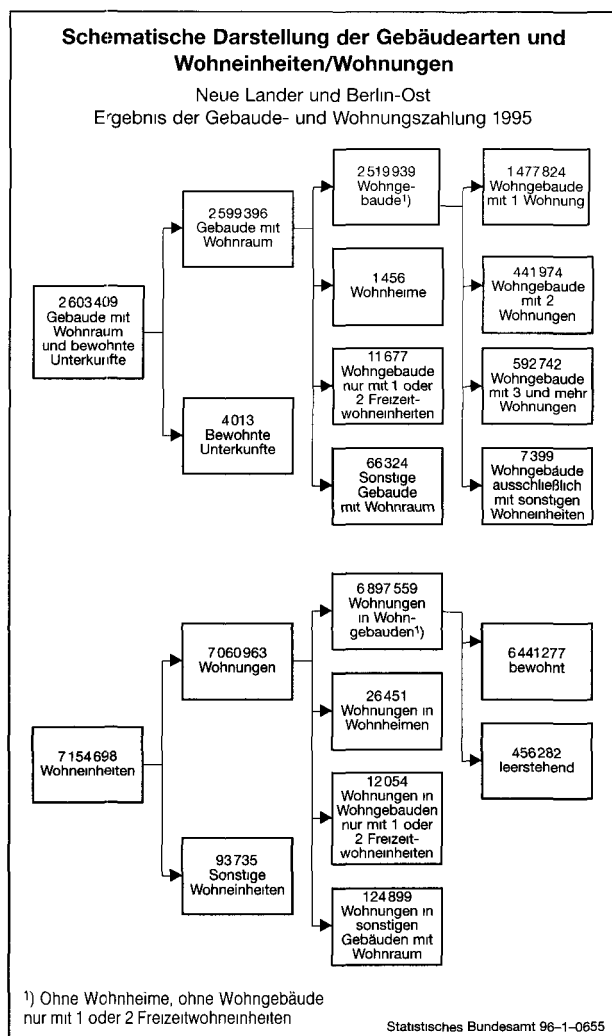 Schematische Darstellung der Gebäudearten und
Wohneinheiten/Wohnungen
Neue Lander und Berlin-Ost
Ergebnis der Gebaude- und Wohnungszahlung 1995
2603409
Gebäude mit
Wohnraum
und bewohnte
Unterkunfte
2599396
Gebäude mit
Wohnraum
4013
Bewohnte
Unterkünfte
2519939
Wohnge-
bäude¹)
1456
Wohnheime
11677
Wohngebaude
nur mit 1 oder
2 Freizeit-
wohneinheiten
66324
Sonstige
Gebaude
mit Wohnraum
1477824
Wohngebaude
mit 1 Wohnung
441974
Wohngebaude
mit 2
Wohnungen
592742
Wohngebaude
mit 3 und mehr
Wohnungen
7399
Wohngebäude
ausschließlich
mit sonstigen
Wohneinheiten
7154698
Wohneinheiten
7060963
Wohnungen
93735
Sonstige
Wohneinheiten
6897559
Wohnungen
in Wohn-
gebauden¹)
26451
Wohnungen in
Wohnheimen
12054
Wohnungen in
Wohngebauden
nur mit 1 oder
2 Freizeit-
wohneinheiten
124899
Wohnungen in
sonstigen
Gebäuden mit
Wohnraum
6441277
bewohnt
456282
leerstehend
¹) Ohne Wohnheime, ohne Wohngebäude
nur mit 1 oder 2 Freizeitwohneinheiten
Statistisches Bundesamt 96-1-0655